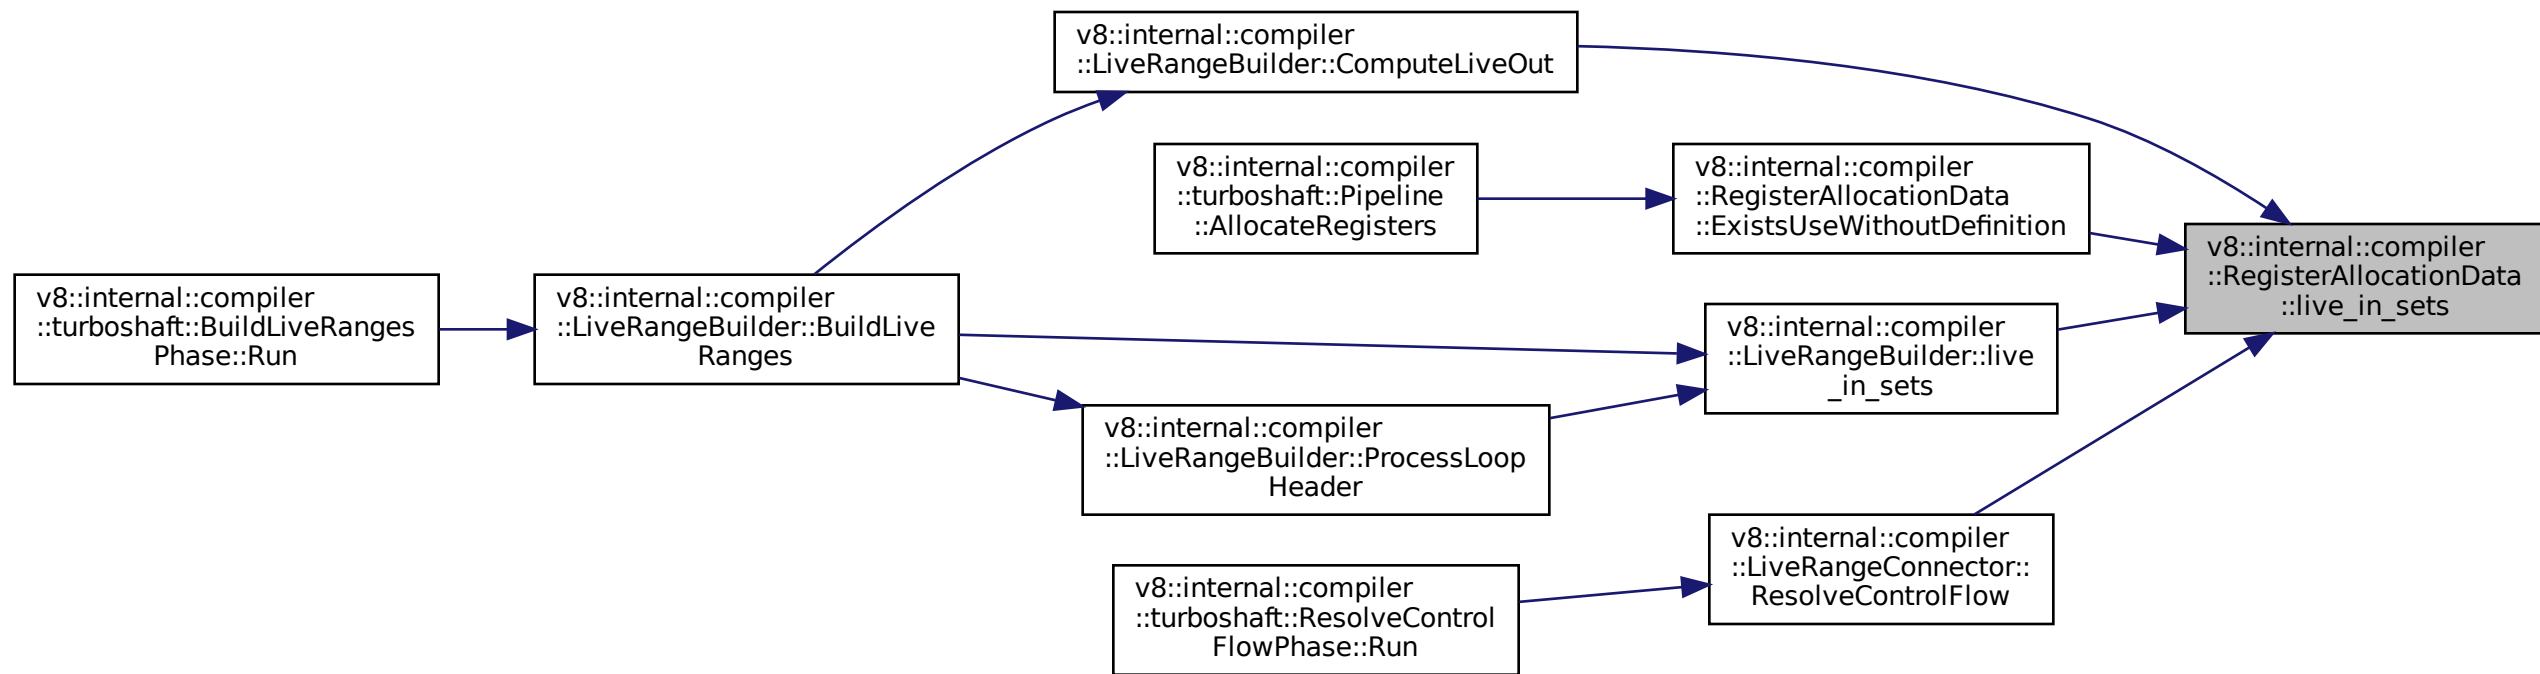 v8::internal::compiler
::LiveRangeBuilder::ComputeLiveOut
v8::internal::compiler
::turboshaft::Pipeline
::AllocateRegisters
v8::internal::compiler
::RegisterAllocationData
::ExistsUseWithoutDefinition
v8::internal::compiler
::RegisterAllocationData
::live_in_sets
v8::internal::compiler
::turboshaft::BuildLiveRanges
Phase::Run
v8::internal::compiler
::LiveRangeBuilder::BuildLive
Ranges
v8::internal::compiler
::LiveRangeBuilder::live
_in_sets
v8::internal::compiler
::LiveRangeBuilder::ProcessLoop
Header
v8::internal::compiler
::LiveRangeConnector::
ResolveControlFlow
v8::internal::compiler
::turboshaft::ResolveControl
FlowPhase::Run